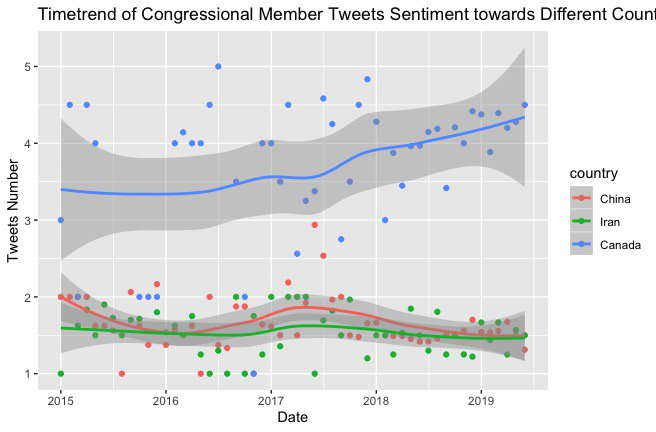 Timetrend of Congressional Member Tweets Sentiment towards Different Count
5
4
3
2
1
Tweets Number
2015 2016 2017 2018 2019
Date
country
China
Iran
Canada